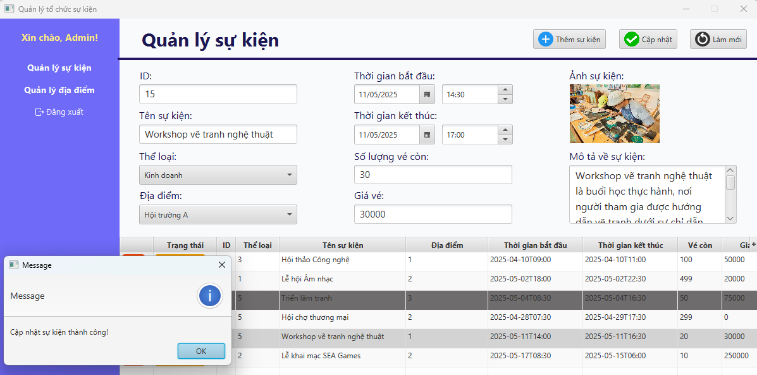 Quản lý tổ chức sự kiện
Xin chào, Admin!
Quản lý sự kiện
Quản lý địa điểm
Đăng xuất
Quản lý sự kiện
Thêm sự kiện
Cập nhật
Làm mới
ID:
15
Tên sự kiện:
Workshop vẽ tranh nghệ thuật
Thể loại:
Kinh doanh
Địa điểm:
Hội trường A
Thời gian bắt đầu:
11/05/2025 14:30
Thời gian kết thúc:
11/05/2025 17:00
Số lượng vé còn:
30
Giá vé:
30000
Ảnh sự kiện:
Mô tả về sự kiện:
Workshop vẽ tranh nghệ thuật
là buổi học thực hành, nơi
người tham gia được hướng
dẫn vẽ tranh dưới sự chỉ dẫn
Trạng thái ID Thể loại Tên sự kiện Địa điểm Thời gian bắt đầu Thời gian kết thúc Vé còn
3 Hội thảo Công nghệ 1 2025-04-10T09:00 2025-04-10T11:00 100 50000
1 Lễ hội Âm nhạc 2 2025-05-02T18:00 2025-05-02T22:30 499 20000
5 Triển lãm tranh 3 2025-05-04T08:30 2025-05-04T16:30 50 75000
5 Hội chợ thương mại 2 2025-04-28T07:30 2025-04-29T17:30 299 0
5 Workshop vẽ tranh nghệ thuật 1 2025-05-11T14:00 2025-05-11T16:30 20 30000
2 Lễ khai mạc SEA Games 2 2025-05-17T08:30 2025-05-15T06:00 10 250000
Message
Message
Cập nhật sự kiện thành công!
OK